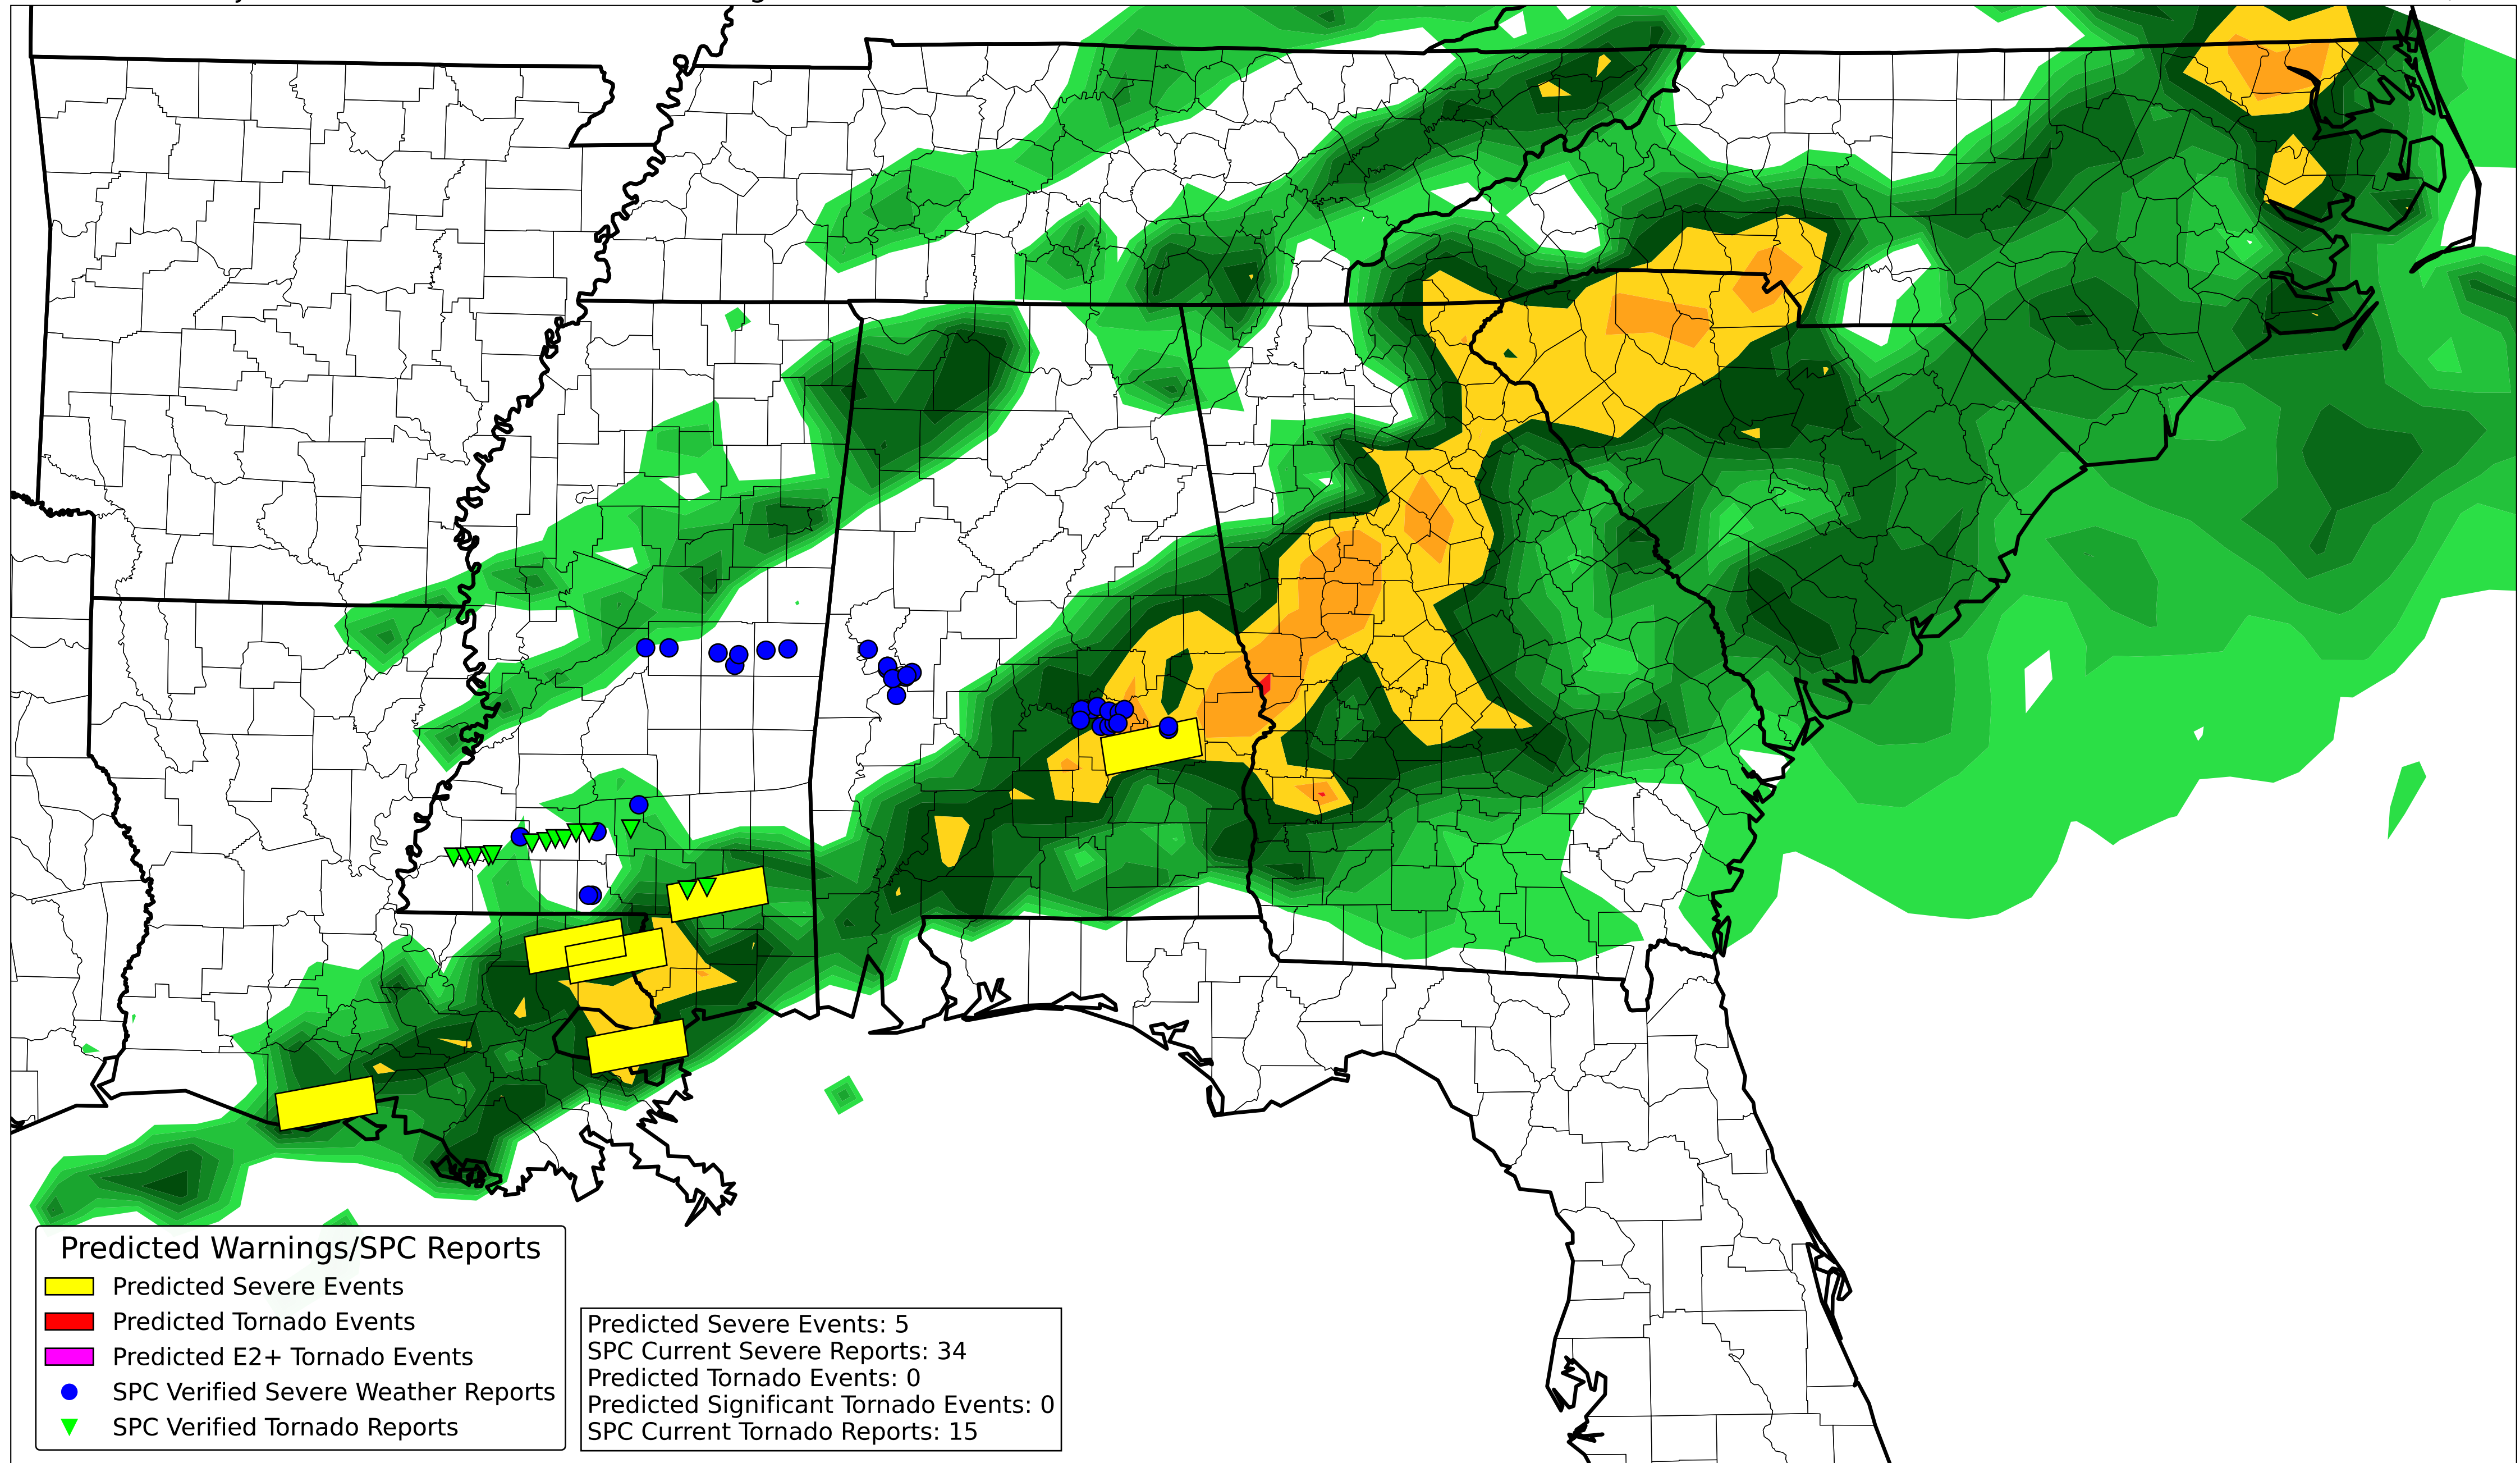 Predicted Warnings/SPC Reports
Predicted Severe Events
Predicted Tornado Events
Predicted E2+ Tornado Events
SPC Verified Severe Weather Reports
SPC Verified Tornado Reports
Predicted Severe Events: 5
SPC Current Severe Reports: 34
Predicted Tornado Events: 0
Predicted Significant Tornado Events: 0
SPC Current Tornado Reports: 15